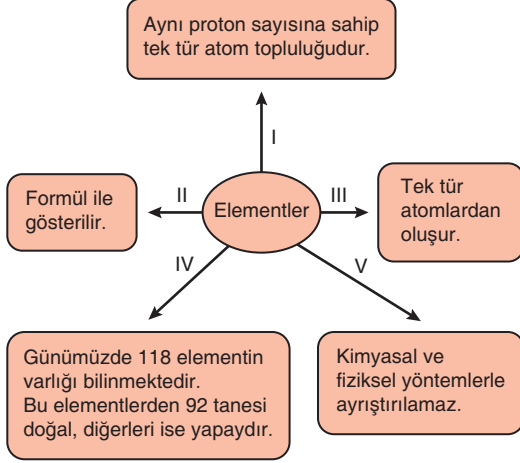 Aynı proton sayısına sahip
tek tür atom topluluğudur.
I
Formül ile
gösterilir.
II
Elementler
III
Tek tür
atomlardan
oluşur.
IV
V
Günümüzde 118 elementin
varlığı bilinmektedir.
Bu elementlerden 92 tanesi
doğal, diğerleri ise yapaydır.
Kimyasal ve
fiziksel yöntemlerle
ayrıştırılamaz.